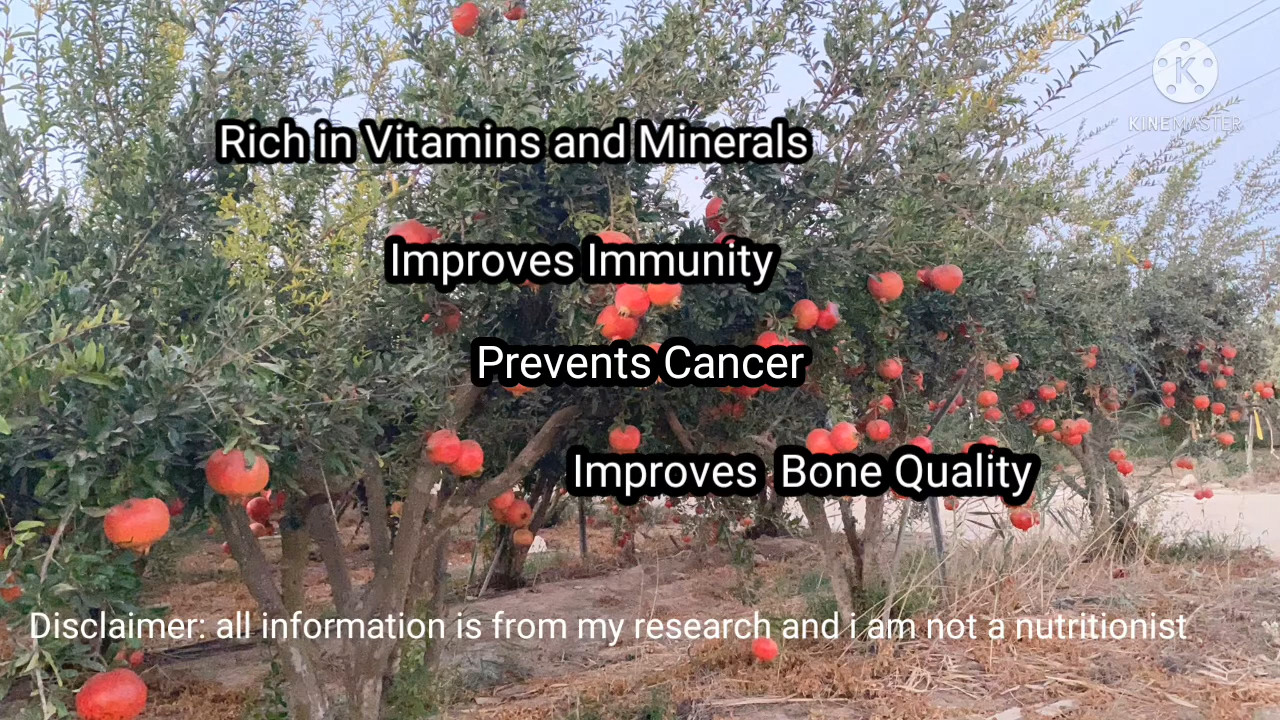 KINEMASTER
Rich in Vitamins and Minerals
Improves Immunity
Prevents Cancer
Improves Bone Quality
Disclaimer: all information is from my research and i am not a nutritionist